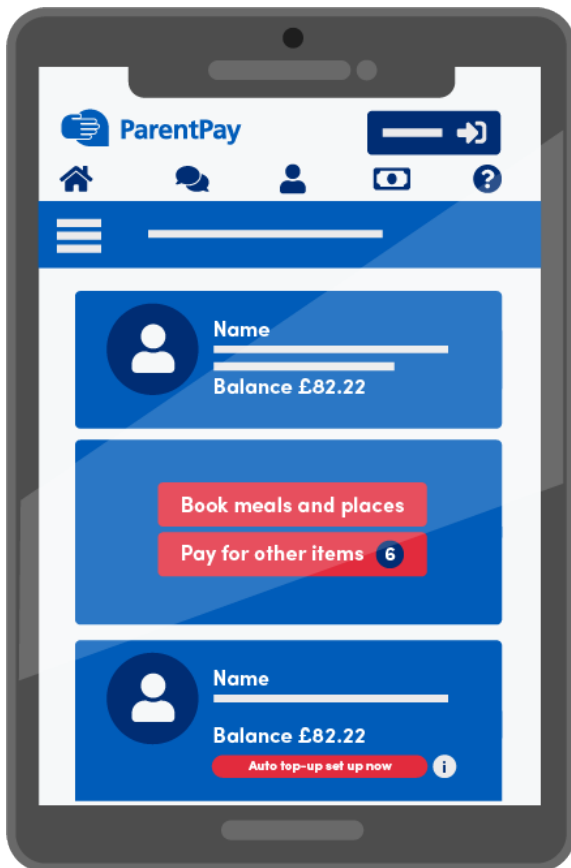 ParentPay
Name
Balance £82.22
Book meals and places
Pay for other items 6
Name
Balance £82.22
Auto top-up set up now i